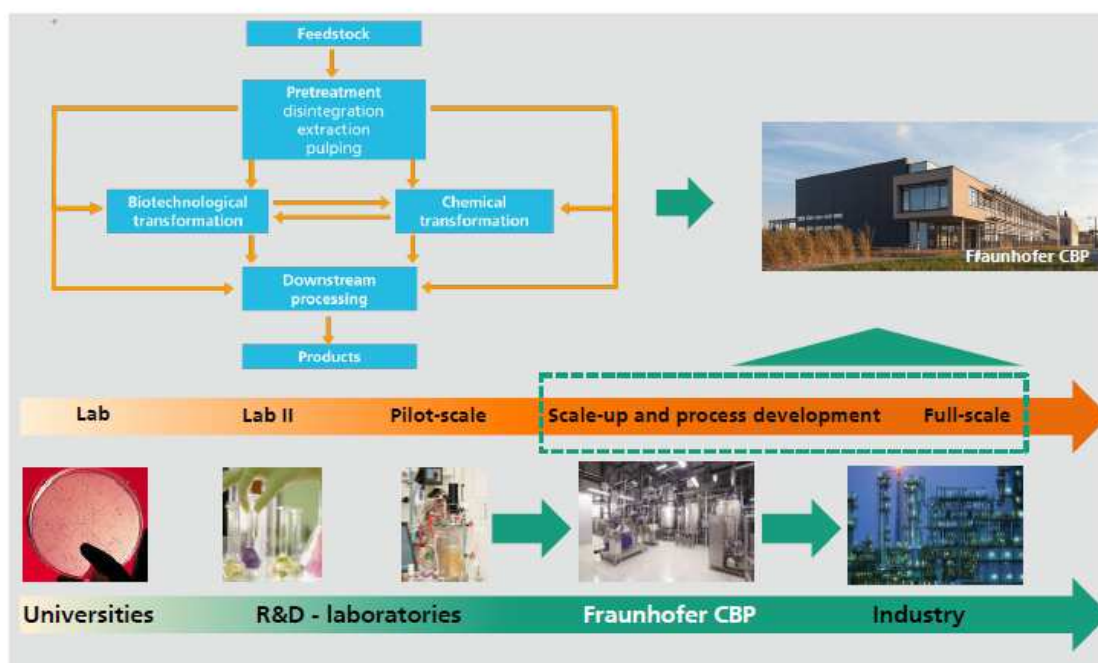 Feedstock
Pretreatment
disintegration
extraction
pulping
Biotechnological
transformation
Chemical
transformation
Downstream
processing
Products
Fraunhofer CBP
Lab
Lab II
Pilot-scale
Scale-up and process development
Full-scale
Universities
R&D - laboratories
Fraunhofer CBP
Industry